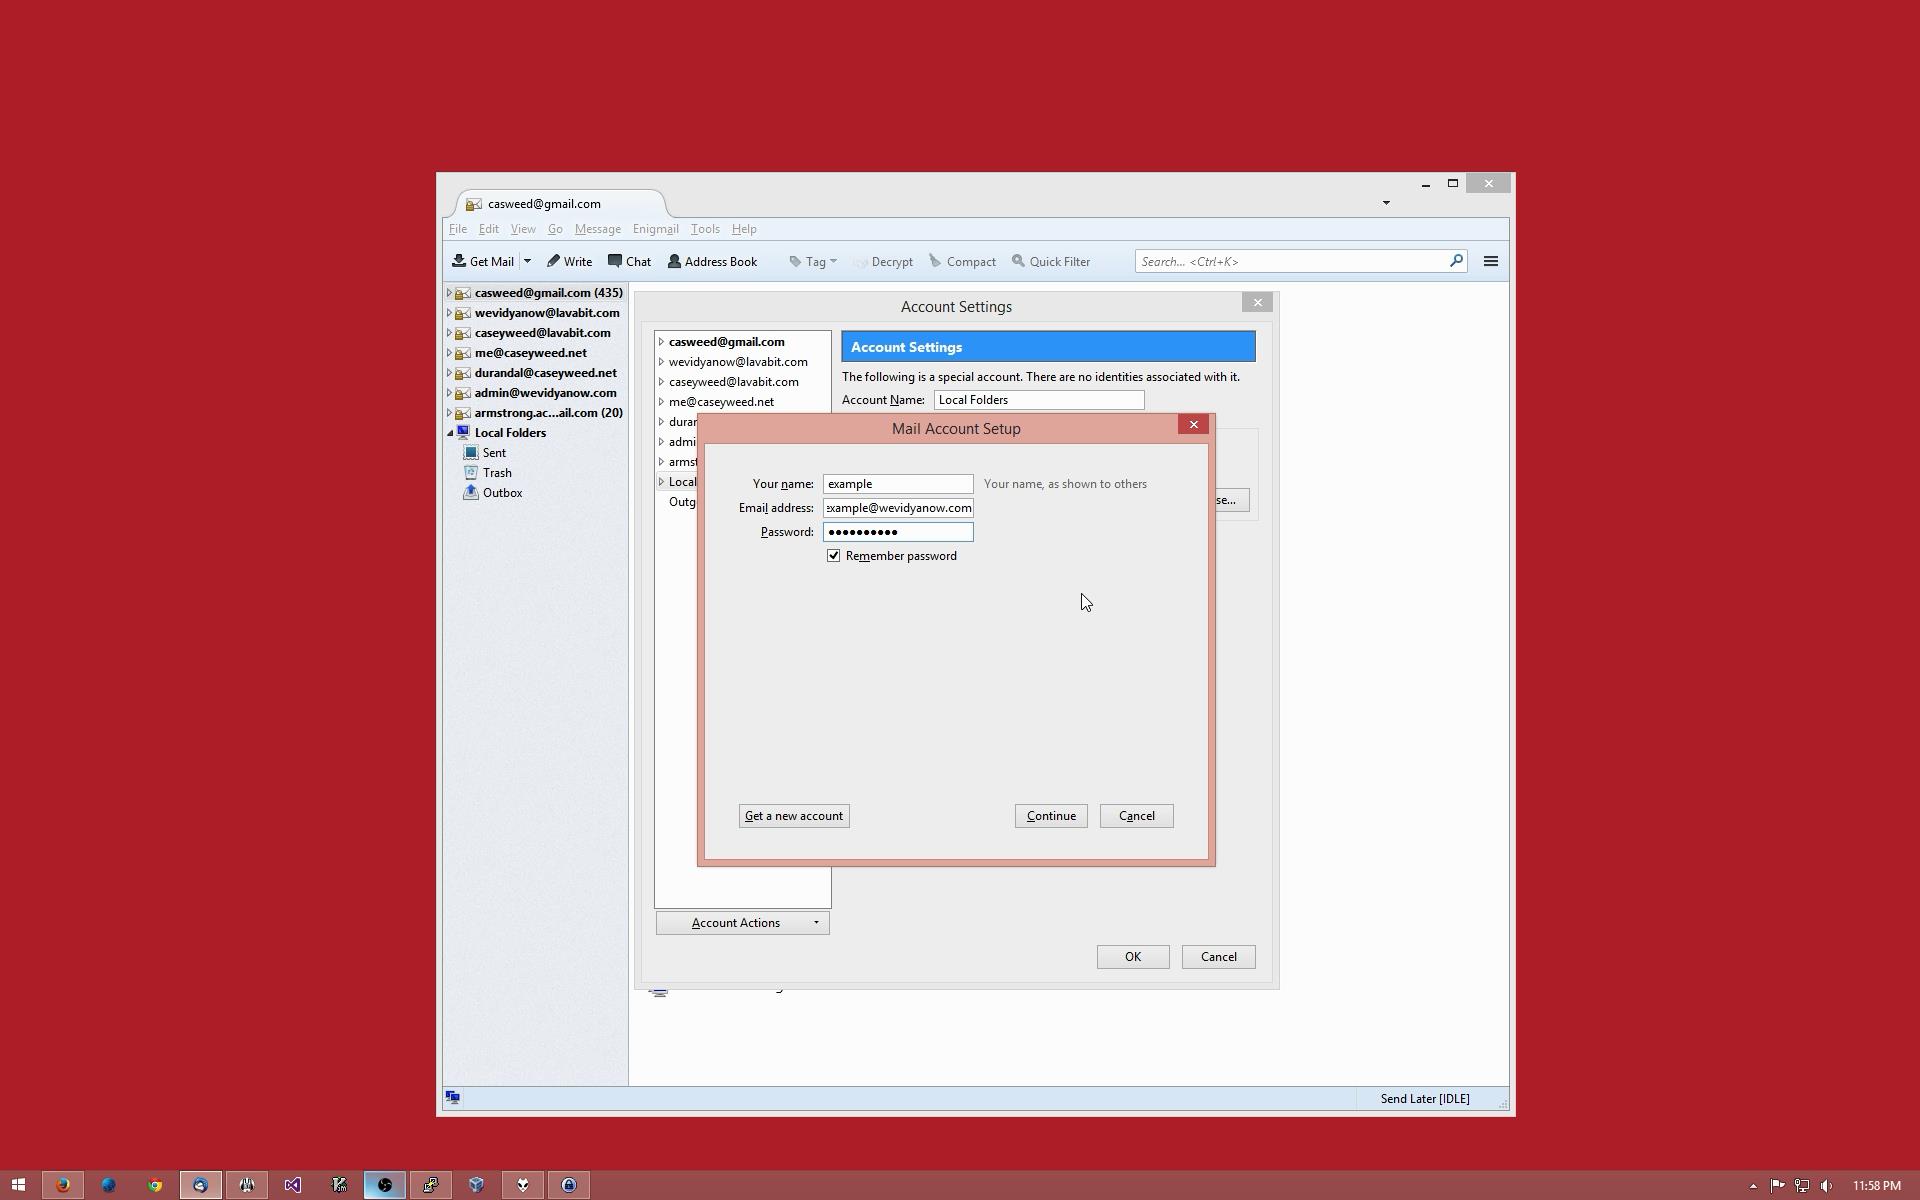 casweed@gmail.com
File Edit View Go Message Enigmail Tools Help
Get Mail Write Chat Address Book Tag Decrypt Compact Quick Filter Search... <Ctrl+K>
casweed@gmail.com (435)
wevidyanow@lavabit.com
caseyweed@lavabit.com
me@caseyweed.net
durandal@caseyweed.net
admin@wevidyanow.com
armstrong.ac...ail.com (20)
Local Folders
Sent
Trash
Outbox
Account Settings
casweed@gmail.com
wevidyanow@lavabit.com
caseyweed@lavabit.com
me@caseyweed.net
duran
admi
armst
Local
Outg
Account Settings
The following is a special account. There are no identities associated with it.
Account Name: Local Folders
se...
Mail Account Setup
Your name: example Your name, as shown to others
Email address: example@wevidyanow.com
Password: ●●●●●●●●●●
Remember password
Get a new account Continue Cancel
Account Actions
OK Cancel
Send Later [IDLE]
11:58 PM